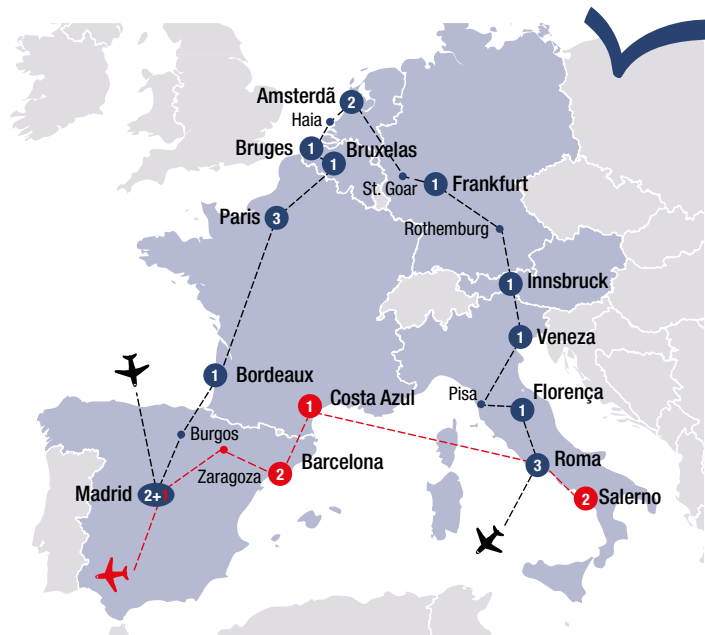 Amsterdã
2
Haia
Bruges
1
Bruxelas
1
St. Goar
1
Frankfurt
Paris
3
Rothemburg
1
Innsbruck
1
Veneza
1
Bordeaux
Costa Azul
1
Pisa
1
Florença
Burgos
Zaragoza
2
Barcelona
3
Roma
Madrid
2+1
2
Salerno